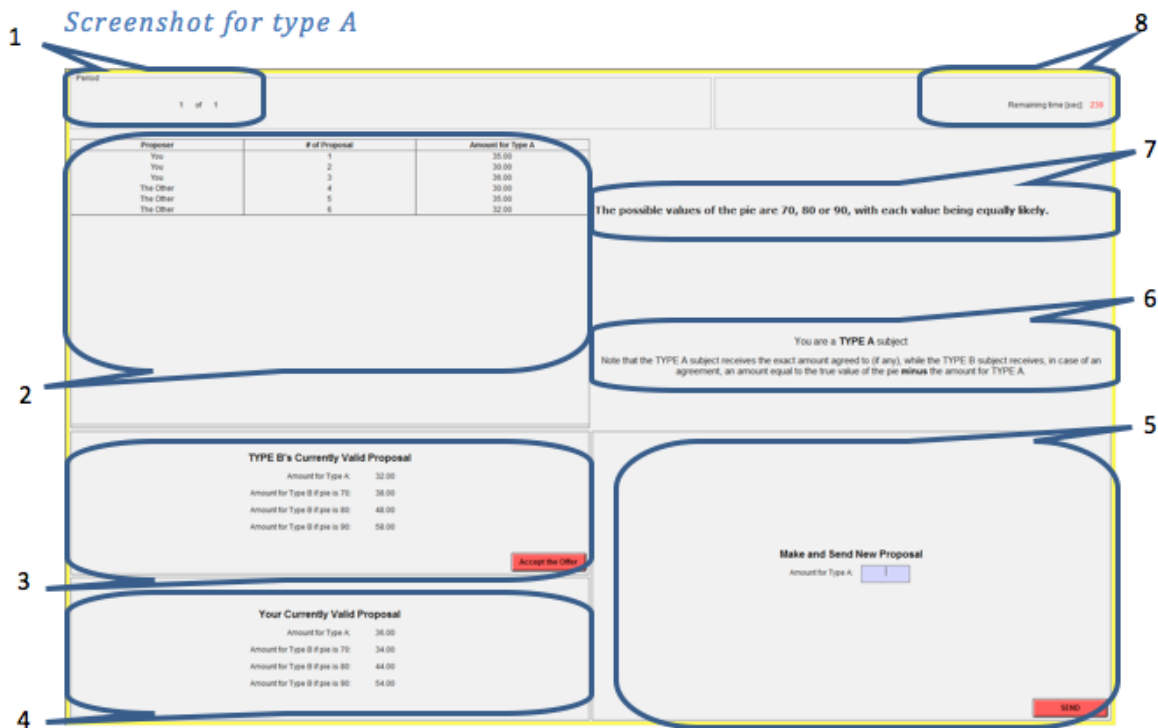 Screenshot for type A
1
8
Period
1 of 1
Remaining time [sec]: 239
Proposer # of Proposal Amount for Type A
You 1 35.00
You 2 30.00
You 3 36.00
The Other 4 30.00
The Other 5 35.00
The Other 6 32.00
7
The possible values of the pie are 70, 80 or 90, with each value being equally likely.
6
You are a TYPE A subject
Note that the TYPE A subject receives the exact amount agreed to (if any), while the TYPE B subject receives, in case of an
agreement, an amount equal to the true value of the pie minus the amount for TYPE A.
2
5
TYPE B's Currently Valid Proposal
Amount for Type A: 32.00
Amount for Type B if pie is 70: 38.00
Amount for Type B if pie is 80: 48.00
Amount for Type B if pie is 90: 58.00
Accept the Offer
3
Make and Send New Proposal
Amount for Type A:
Your Currently Valid Proposal
Amount for Type A: 36.00
Amount for Type B if pie is 70: 34.00
Amount for Type B if pie is 80: 44.00
Amount for Type B if pie is 90: 54.00
SEND
4